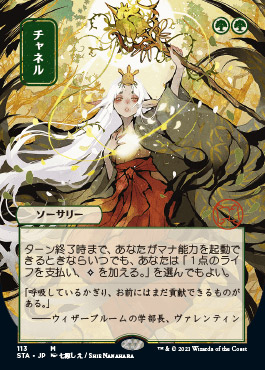 チャネル
ソーサリー
ターン終了時まで、あなたがマナ能力を起動で
きるときならいつでも、あなたは「1点のライ
フを支払い、◇を加える。」を選んでもよい。
「呼吸しているかぎり、お前にはまだ貢献できるものが
ある。」
――ウィザーブルームの学部長、ヴァレンティン
113 M
STA • JP 七原しえ / Shie Nanahara
™ & © 2021 Wizards of the Coast